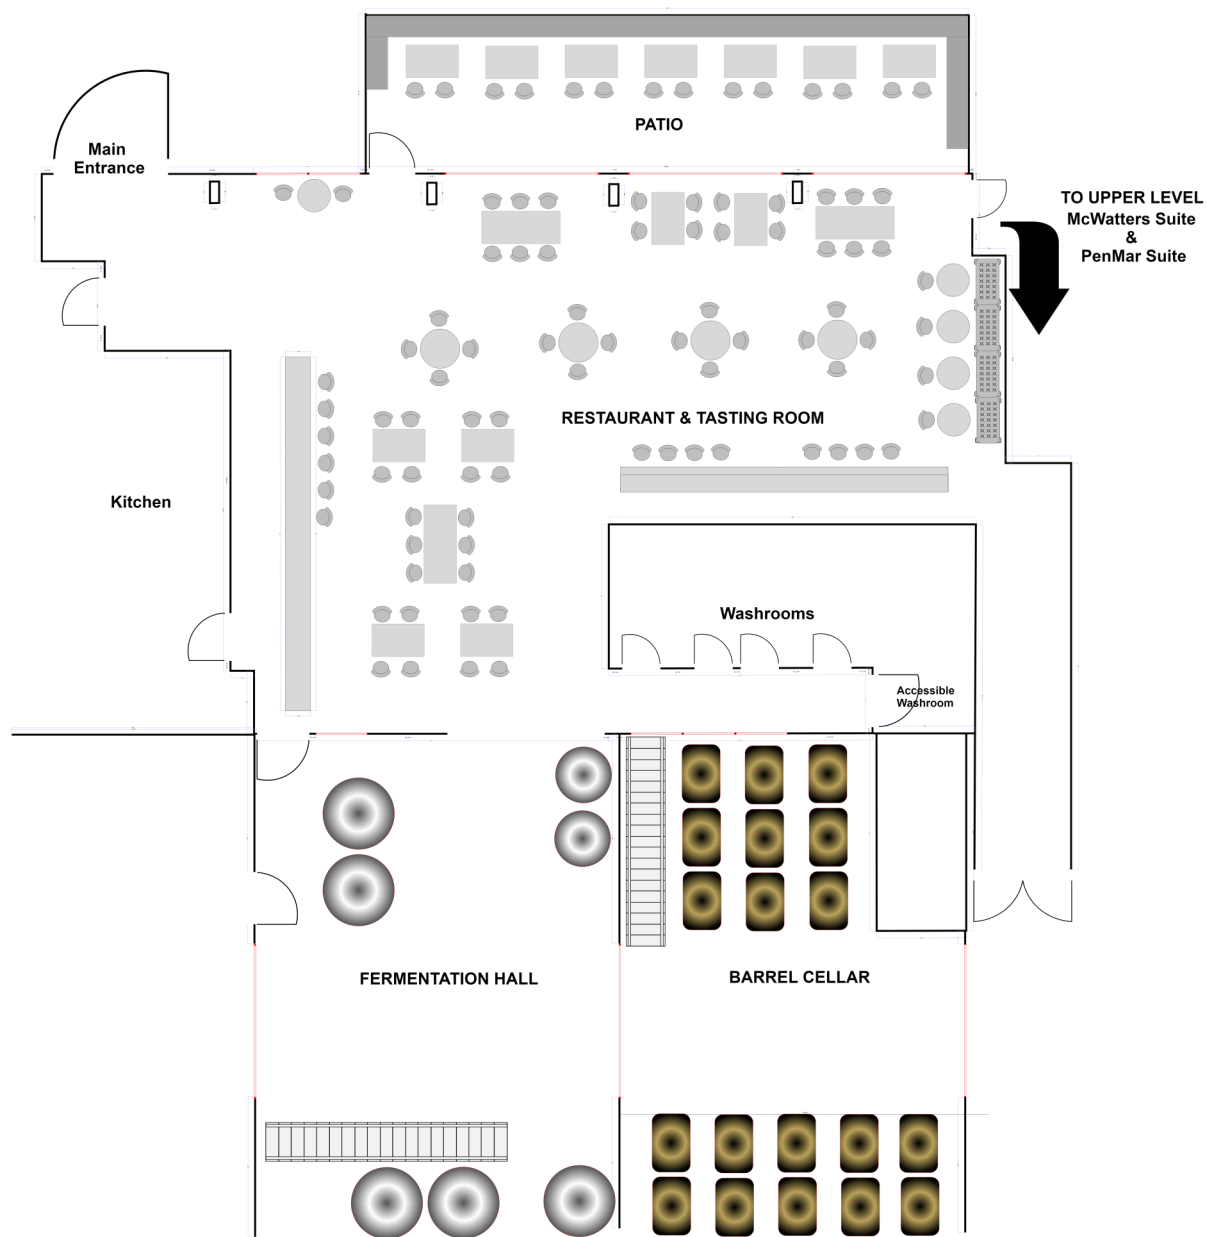 PATIO
Main
Entrance
TO UPPER LEVEL
McWatters Suite
&
PenMar Suite
RESTAURANT & TASTING ROOM
Kitchen
Washrooms
Accessible
Washroom
FERMENTATION HALL
BARREL CELLAR